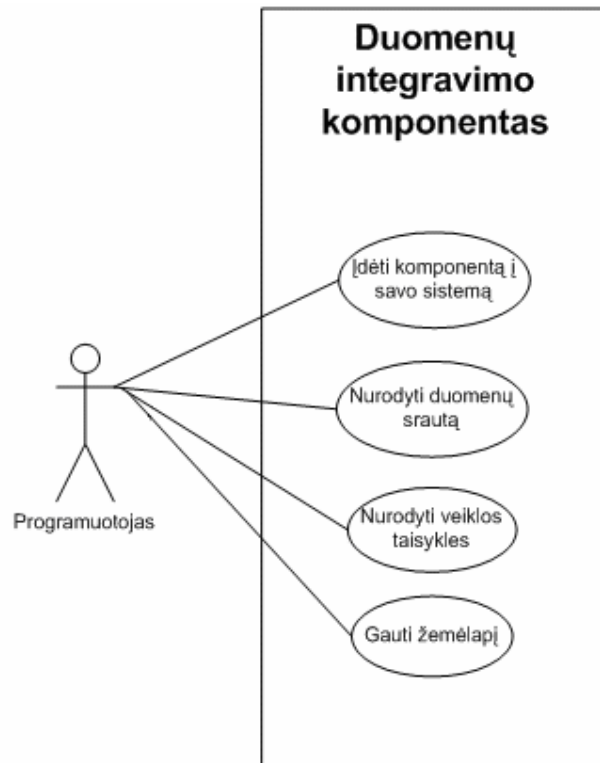 Duomenų
integravimo
komponentas
Įdėti komponentą į
savo sistemą
Nurodyti duomenų
srautą
Programuotojas
Nurodyti veiklos
taisykles
Gauti žemėlapį